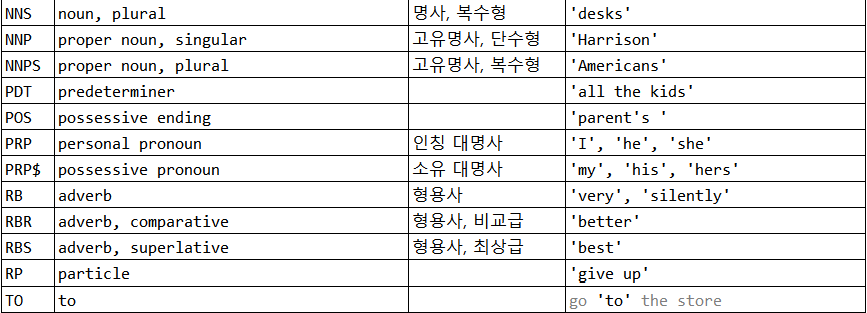 NNS noun, plural 명사, 복수형 'desks'
NNP proper noun, singular 고유명사, 단수형 'Harrison'
NNPS proper noun, plural 고유명사, 복수형 'Americans'
PDT predeterminer 'all the kids'
POS possessive ending 'parent's '
PRP personal pronoun 인칭 대명사 'I', 'he', 'she'
PRP$ possessive pronoun 소유 대명사 'my', 'his', 'hers'
RB adverb 형용사 'very', 'silently'
RBR adverb, comparative 형용사, 비교급 'better'
RBS adverb, superlative 형용사, 최상급 'best'
RP particle 'give up'
TO to go 'to' the store